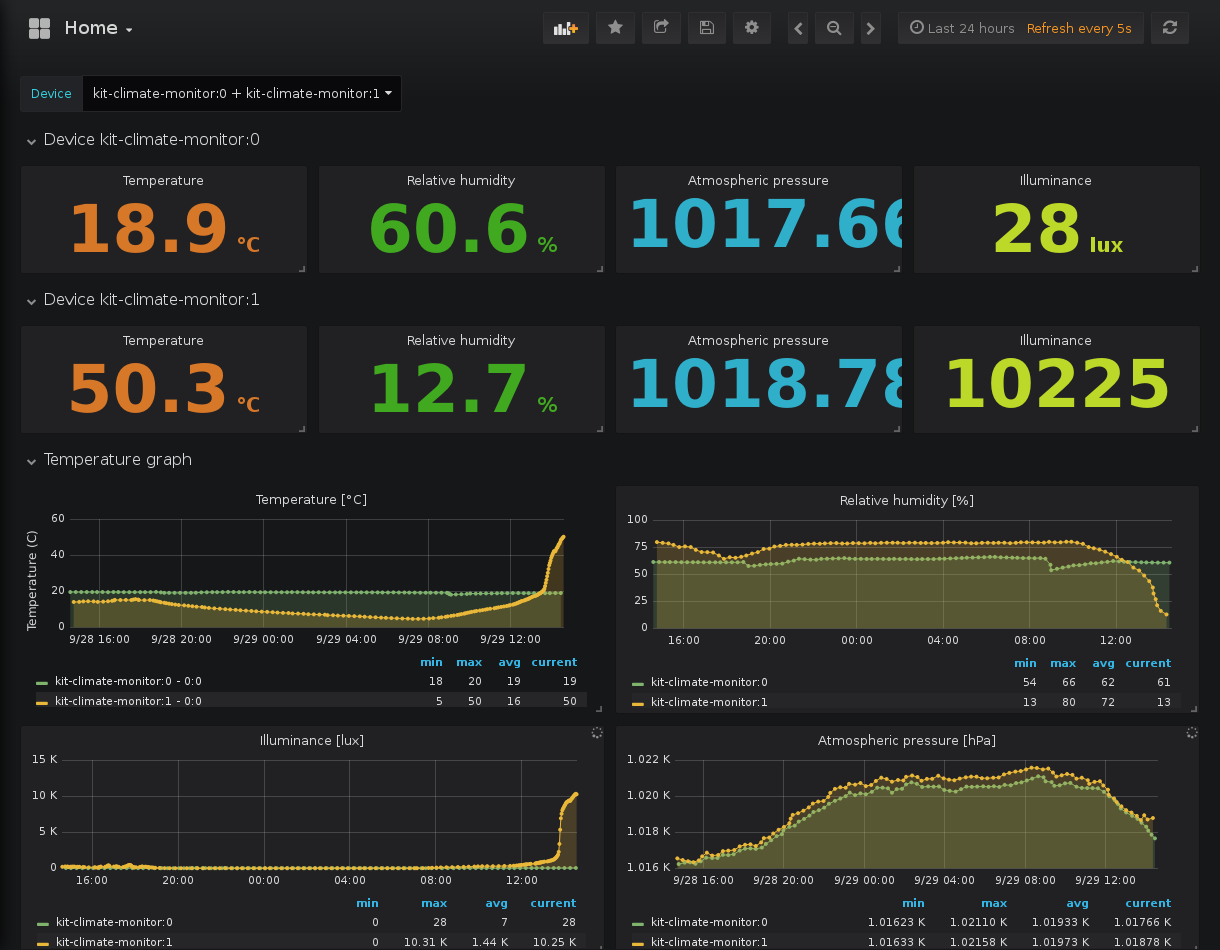 Home
Last 24 hours Refresh every 5s
Device kit-climate-monitor:0 + kit-climate-monitor:1
Device kit-climate-monitor:0
Temperature Relative humidity Atmospheric pressure Illuminance
18.9 °C 60.6 % 1017.66 28 lux
Device kit-climate-monitor:1
Temperature Relative humidity Atmospheric pressure Illuminance
50.3 °C 12.7 % 1018.78 10225
Temperature graph
Temperature [°C]
Temperature (C)
60
40
20
0
9/28 16:00 9/28 20:00 9/29 00:00 9/29 04:00 9/29 08:00 9/29 12:00
min max avg current
kit-climate-monitor:0 - 0:0 18 20 19 19
kit-climate-monitor:1 - 0:0 5 50 16 50
Relative humidity [%]
100
75
50
25
0
16:00 20:00 00:00 04:00 08:00 12:00
min max avg current
kit-climate-monitor:0 54 66 62 61
kit-climate-monitor:1 13 80 72 13
Illuminance [lux]
15 K
10 K
5 K
0
16:00 20:00 00:00 04:00 08:00 12:00
min max avg current
kit-climate-monitor:0 0 28 7 28
kit-climate-monitor:1 0 10.31 K 1.44 K 10.25 K
Atmospheric pressure [hPa]
1.022 K
1.020 K
1.018 K
1.016 K
9/28 16:00 9/28 20:00 9/29 00:00 9/29 04:00 9/29 08:00 9/29 12:00
min max avg current
kit-climate-monitor:0 1.01623 K 1.02110 K 1.01933 K 1.01766 K
kit-climate-monitor:1 1.01633 K 1.02158 K 1.01973 K 1.01878 K